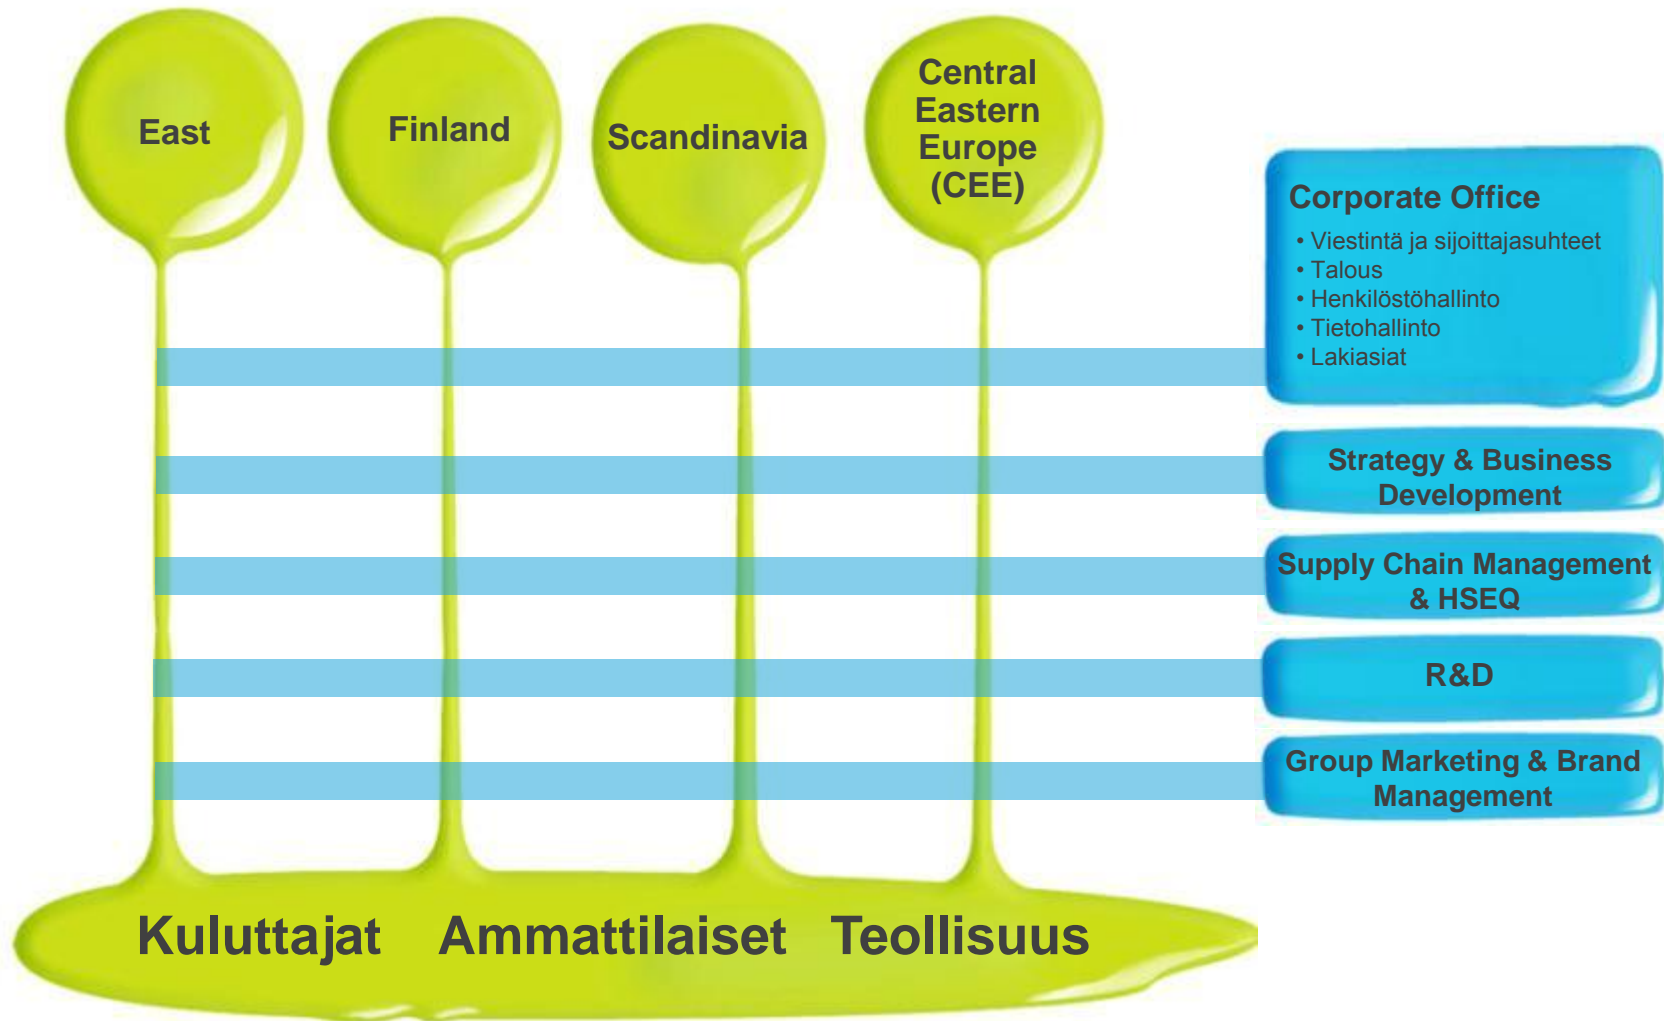 East
Finland
Scandinavia
Central
Eastern
Europe
(CEE)
Corporate Office
• Viestintä ja sijoittajasuhteet
• Talous
• Henkilöstöhallinto
• Tietohallinto
• Lakiasiat
Strategy & Business
Development
Supply Chain Management
& HSEQ
R&D
Group Marketing & Brand
Management
Kuluttajat Ammattilaiset Teollisuus